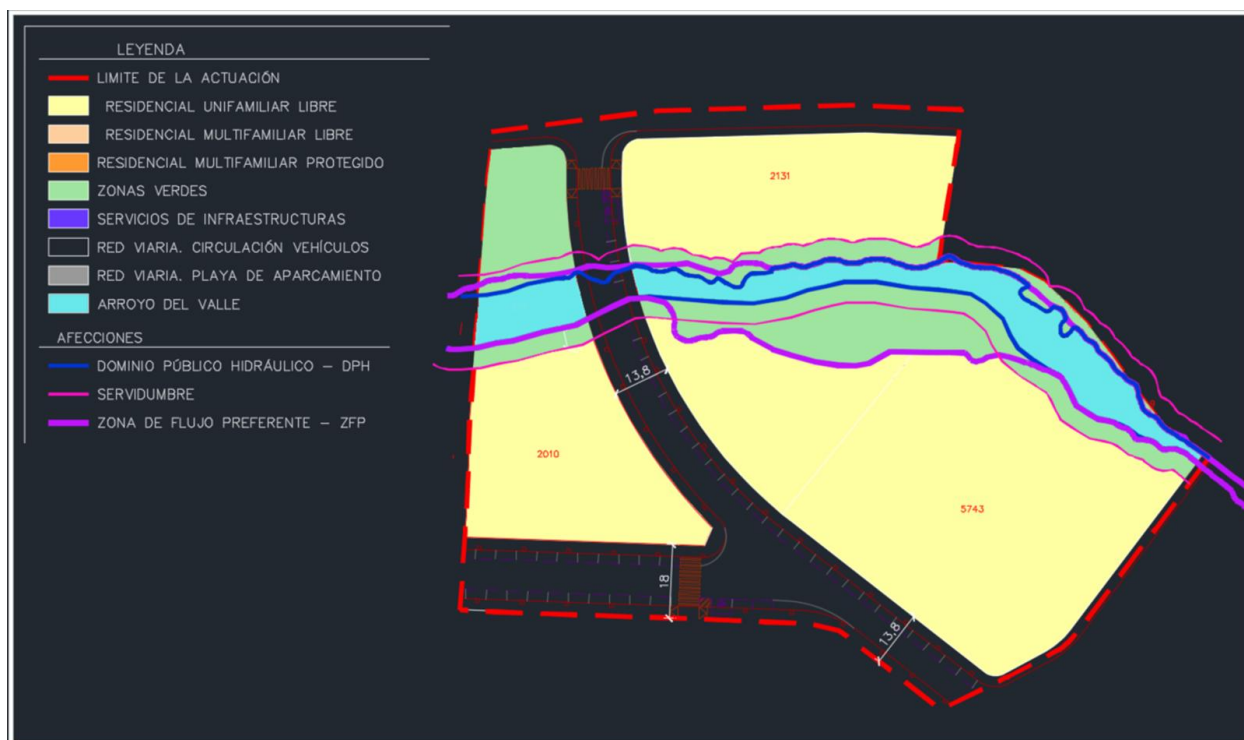 LEYENDA
LIMITE DE LA ACTUACIÓN
RESIDENCIAL UNIFAMILIAR LIBRE
RESIDENCIAL MULTIFAMILIAR LIBRE
RESIDENCIAL MULTIFAMILIAR PROTEGIDO
ZONAS VERDES
SERVICIOS DE INFRAESTRUCTURAS
RED VIARIA. CIRCULACIÓN VEHÍCULOS
RED VIARIA. PLAYA DE APARCAMIENTO
ARROYO DEL VALLE
AFECCIONES
DOMINIO PÚBLICO HIDRÁULICO – DPH
SERVIDUMBRE
ZONA DE FLUJO PREFERENTE – ZFP
2131
13,8
2010
5743
18
13,8